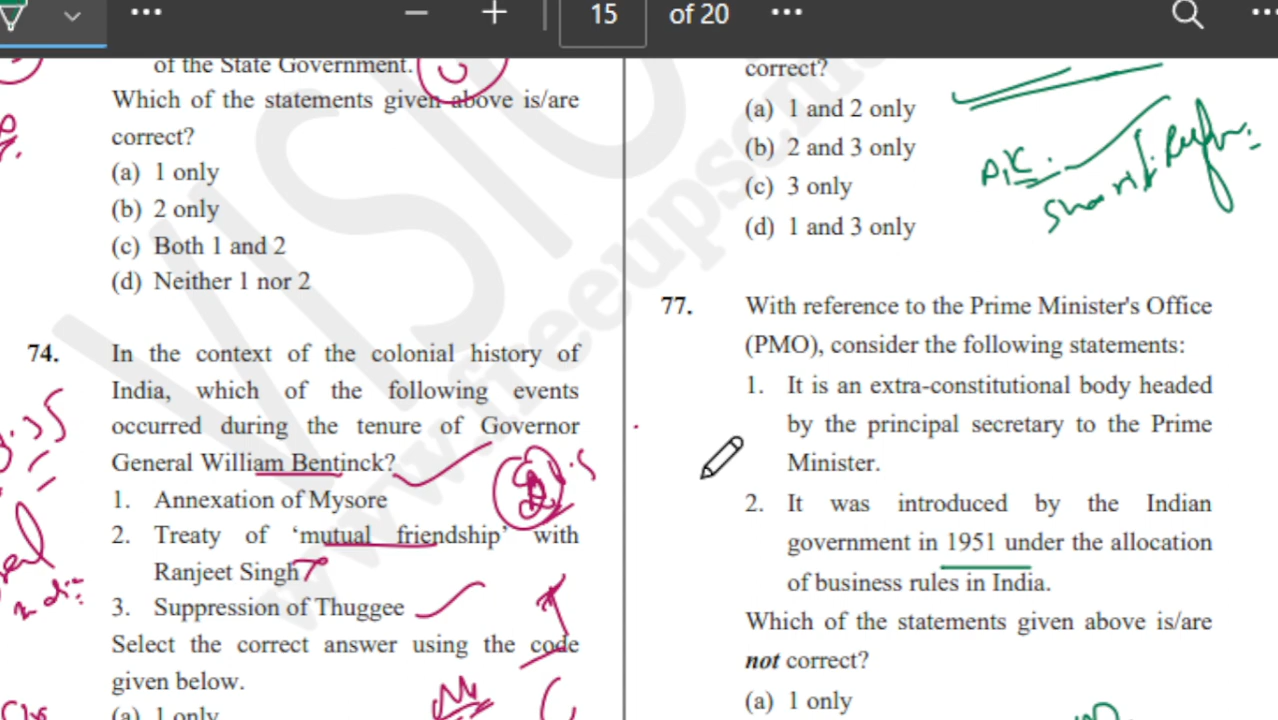 15 of 20
of the State Government.
Which of the statements given above is/are
correct?
(a) 1 only
(b) 2 only
(c) Both 1 and 2
(d) Neither 1 nor 2
74. In the context of the colonial history of
India, which of the following events
occurred during the tenure of Governor
General William Bentinck?
1. Annexation of Mysore
2. Treaty of ‘mutual friendship’ with
Ranjeet Singh
3. Suppression of Thuggee
Select the correct answer using the code
given below.
(a) 1 only
correct?
(a) 1 and 2 only
(b) 2 and 3 only
(c) 3 only
(d) 1 and 3 only
77. With reference to the Prime Minister's Office
(PMO), consider the following statements:
1. It is an extra-constitutional body headed
by the principal secretary to the Prime
Minister.
2. It was introduced by the Indian
government in 1951 under the allocation
of business rules in India.
Which of the statements given above is/are
not correct?
(a) 1 only